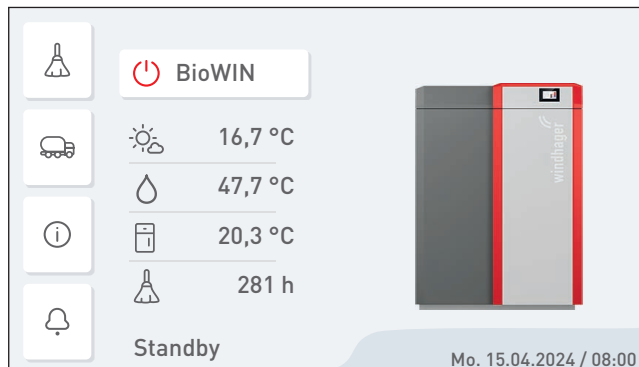 BioWIN
16,7 °C
47,7 °C
20,3 °C
281 h
Standby
windhager
Mo. 15.04.2024 / 08:00